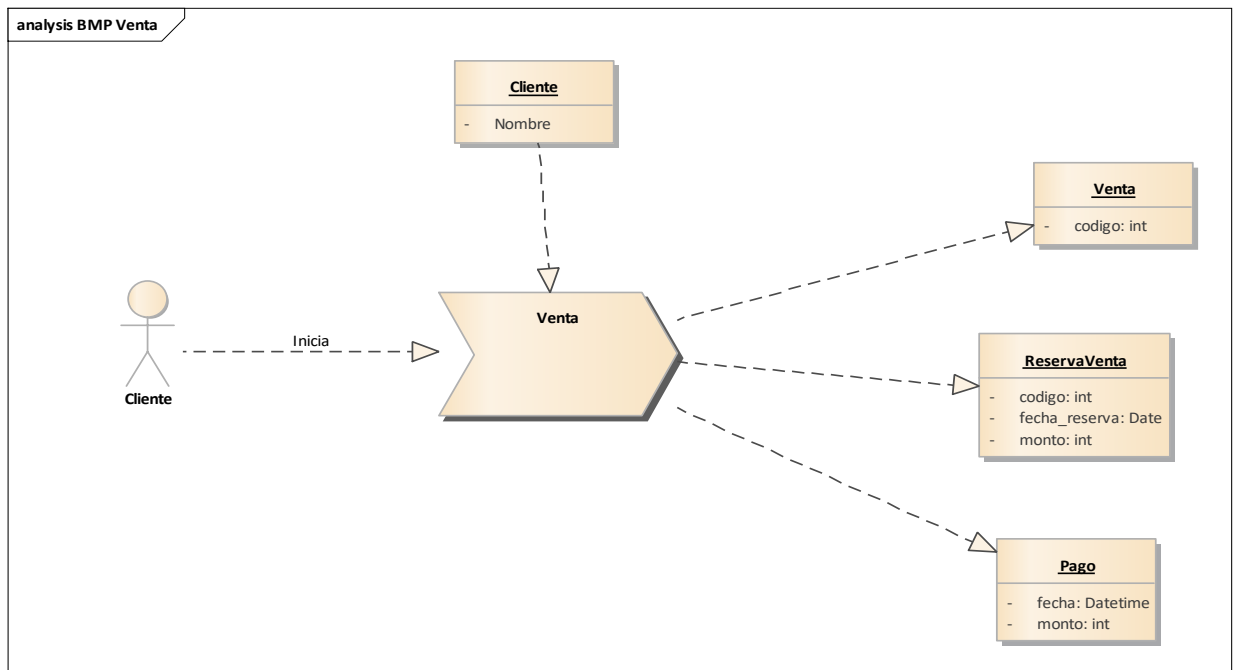 analysis BMP Venta
Cliente
- Nombre
Venta
- codigo: int
Inicia
Cliente
Venta
ReservaVenta
- codigo: int
- fecha_reserva: Date
- monto: int
Pago
- fecha: Datetime
- monto: int